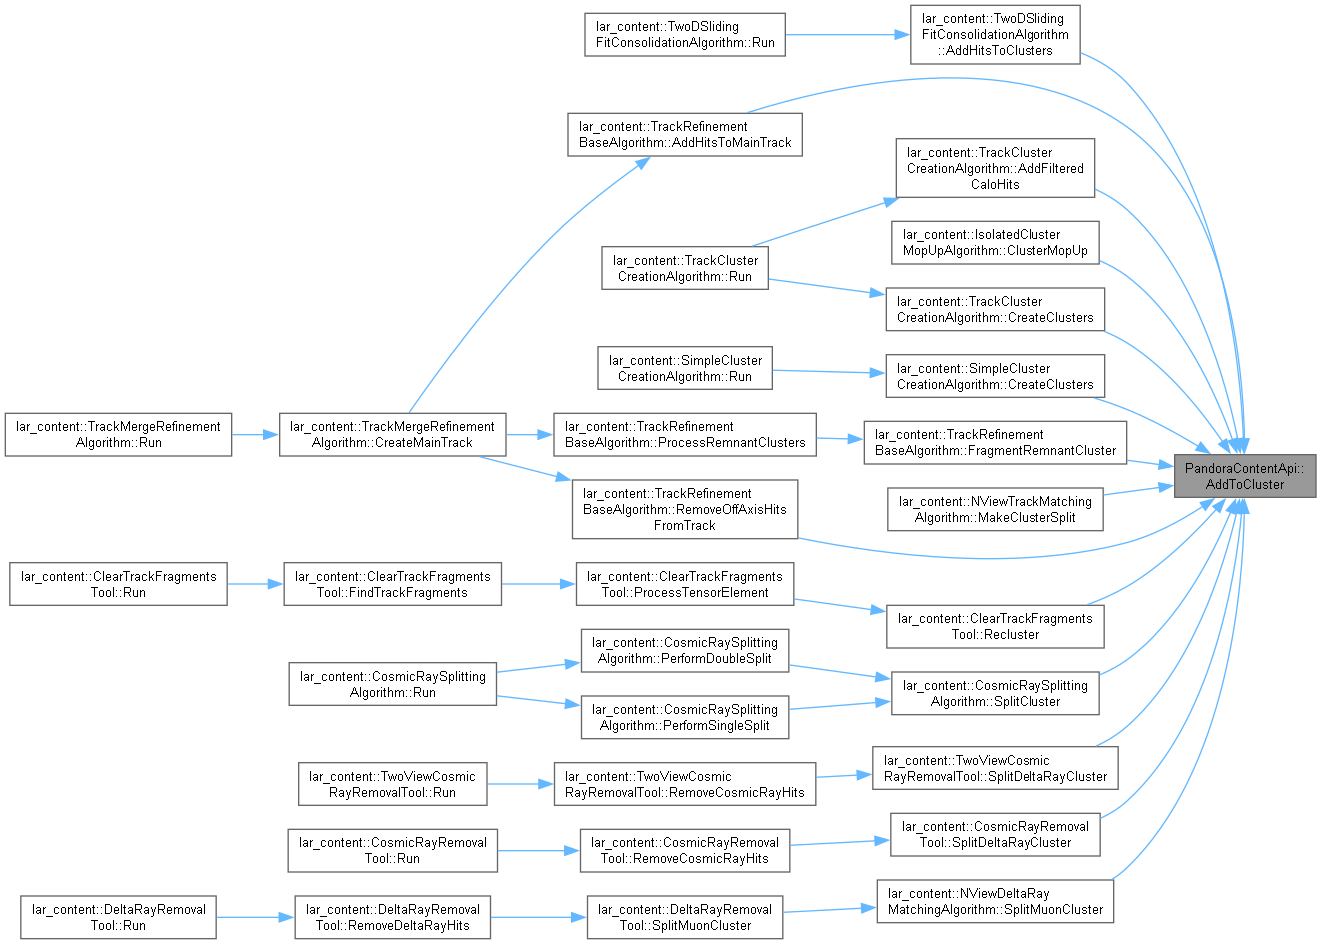 lar_content::TwoDSliding
FitConsolidationAlgorithm::Run
lar_content::TwoDSliding
FitConsolidationAlgorithm
::AddHitsToClusters
lar_content::TrackRefinement
BaseAlgorithm::AddHitsToMainTrack
lar_content::TrackCluster
CreationAlgorithm::AddFiltered
CaloHits
lar_content::IsolatedCluster
MopUpAlgorithm::ClusterMopUp
lar_content::TrackCluster
CreationAlgorithm::Run
lar_content::TrackCluster
CreationAlgorithm::CreateClusters
lar_content::SimpleCluster
CreationAlgorithm::Run
lar_content::SimpleCluster
CreationAlgorithm::CreateClusters
lar_content::TrackMergeRefinement
Algorithm::Run
lar_content::TrackMergeRefinement
Algorithm::CreateMainTrack
lar_content::TrackRefinement
BaseAlgorithm::ProcessRemnantClusters
lar_content::TrackRefinement
BaseAlgorithm::FragmentRemnantCluster
PandoraContentApi::
AddToCluster
lar_content::TrackRefinement
BaseAlgorithm::RemoveOffAxisHits
FromTrack
lar_content::NViewTrackMatching
Algorithm::MakeClusterSplit
lar_content::ClearTrackFragments
Tool::Run
lar_content::ClearTrackFragments
Tool::FindTrackFragments
lar_content::ClearTrackFragments
Tool::ProcessTensorElement
lar_content::ClearTrackFragments
Tool::Recluster
lar_content::CosmicRaySplitting
Algorithm::PerformDoubleSplit
lar_content::CosmicRaySplitting
Algorithm::Run
lar_content::CosmicRaySplitting
Algorithm::SplitCluster
lar_content::CosmicRaySplitting
Algorithm::PerformSingleSplit
lar_content::TwoViewCosmic
RayRemovalTool::Run
lar_content::TwoViewCosmic
RayRemovalTool::RemoveCosmicRayHits
lar_content::TwoViewCosmic
RayRemovalTool::SplitDeltaRayCluster
lar_content::CosmicRayRemoval
Tool::Run
lar_content::CosmicRayRemoval
Tool::RemoveCosmicRayHits
lar_content::CosmicRayRemoval
Tool::SplitDeltaRayCluster
lar_content::DeltaRayRemoval
Tool::Run
lar_content::DeltaRayRemoval
Tool::RemoveDeltaRayHits
lar_content::DeltaRayRemoval
Tool::SplitMuonCluster
lar_content::NViewDeltaRay
MatchingAlgorithm::SplitMuonCluster